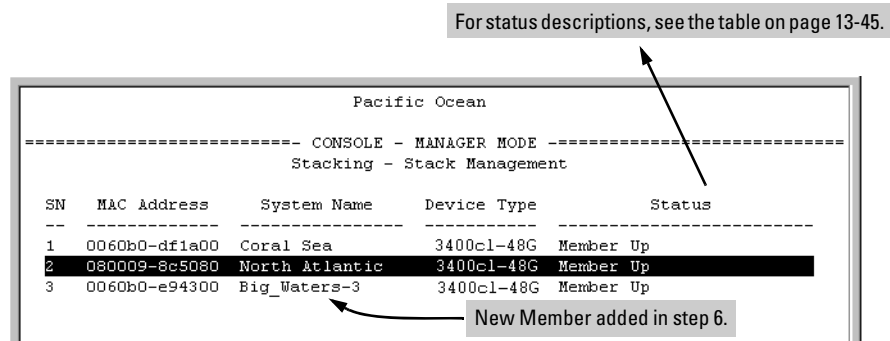 For status descriptions, see the table on page 13-45.
Pacific Ocean
==========================- CONSOLE - MANAGER MODE -============================
Stacking - Stack Management
SN MAC Address System Name Device Type Status
-- ------------- ---------------- ----------- -------------------------
1 0060b0-df1a00 Coral Sea 3400cl-48G Member Up
2 080009-8c5080 North Atlantic 3400cl-48G Member Up
3 0060b0-e94300 Big_Waters-3 3400cl-48G Member Up
New Member added in step 6.